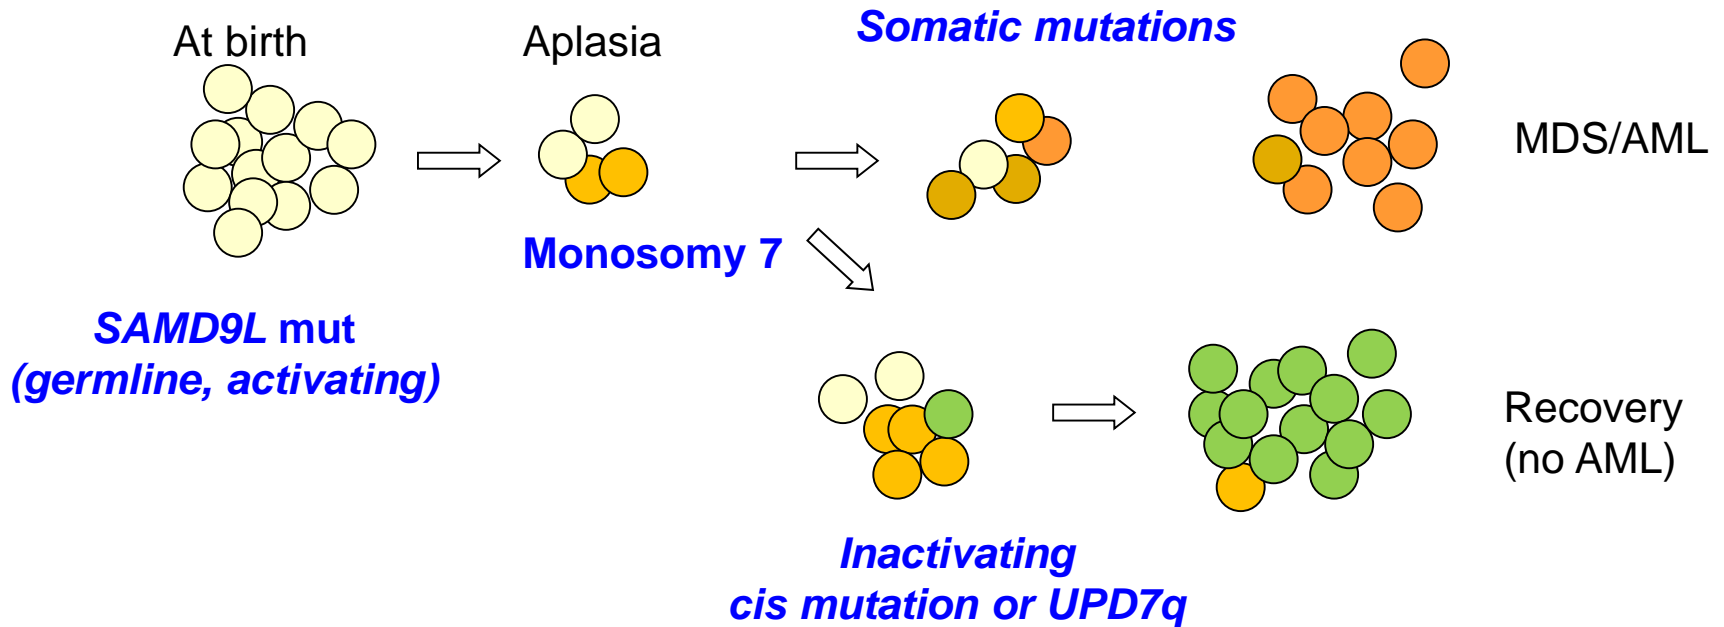 At birth
Aplasia
Somatic mutations
MDS/AML
Monosomy 7
SAMD9L mut
(germline, activating)
Recovery
(no AML)
Inactivating
cis mutation or UPD7q